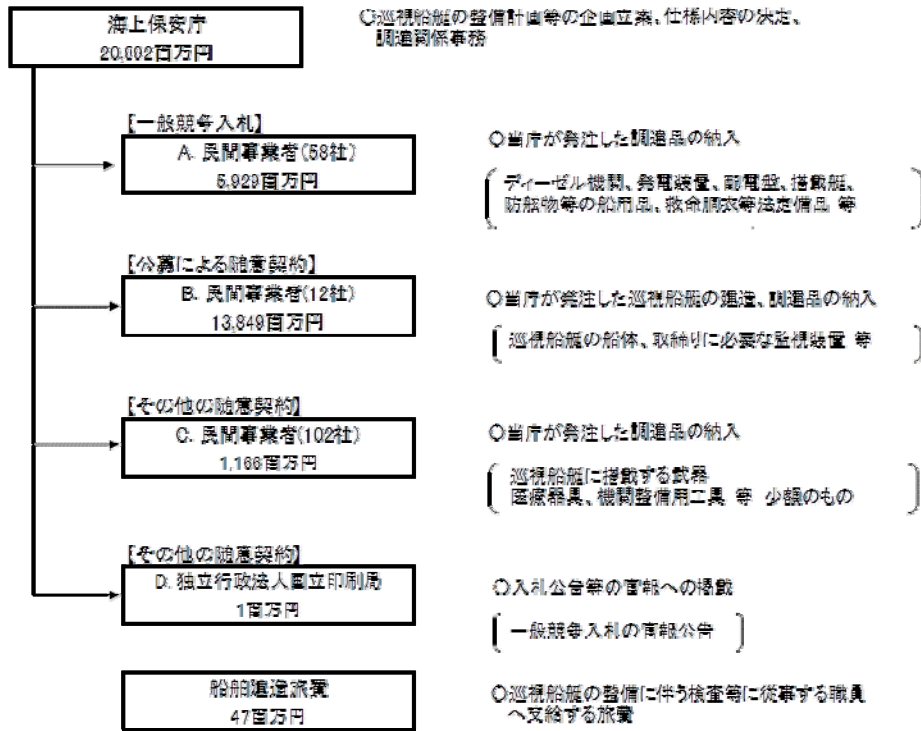 海上保安庁
20,992百万円
○巡視船艇の整備計画等の企画立案、仕様内容の決定、
調達関係事務
【一般競争入札】
A. 民間事業者(58社)
5,929百万円
○当庁が発注した調達品の納入
ディーゼル機関、発電装置、配電盤、搭載艇、
防舷物等の船用品、救命胴衣等法定備品 等
【公募による随意契約】
B. 民間事業者(12社)
13,849百万円
○当庁が発注した巡視船艇の建造、調達品の納入
巡視船艇の船体、取締りに必要な監視装置 等
【その他の随意契約】
C. 民間事業者(102社)
1,166百万円
○当庁が発注した調達品の納入
巡視船艇に搭載する武器
医療器具、機関整備用工具 等 少額のもの
【その他の随意契約】
D. 独立行政法人国立印刷局
1百万円
○入札公告等の官報への掲載
一般競争入札の官報公告
船舶建造旅費
47百万円
○巡視船艇の整備に伴う検査等に従事する職員
へ支給する旅費